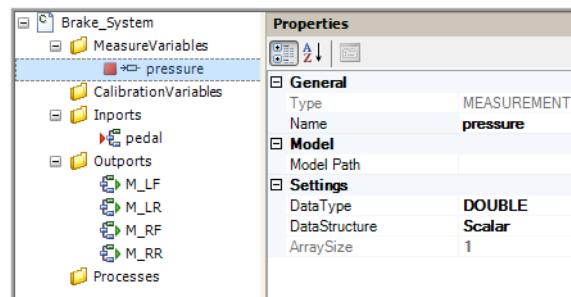 Brake_System
MeasureVariables
pressure
CalibrationVariables
Inports
pedal
Outports
M_LF
M_LR
M_RF
M_RR
Processes
Properties
General
Type MEASUREMENT
Name pressure
Model
Model Path
Settings
DataType DOUBLE
DataStructure Scalar
ArraySize 1